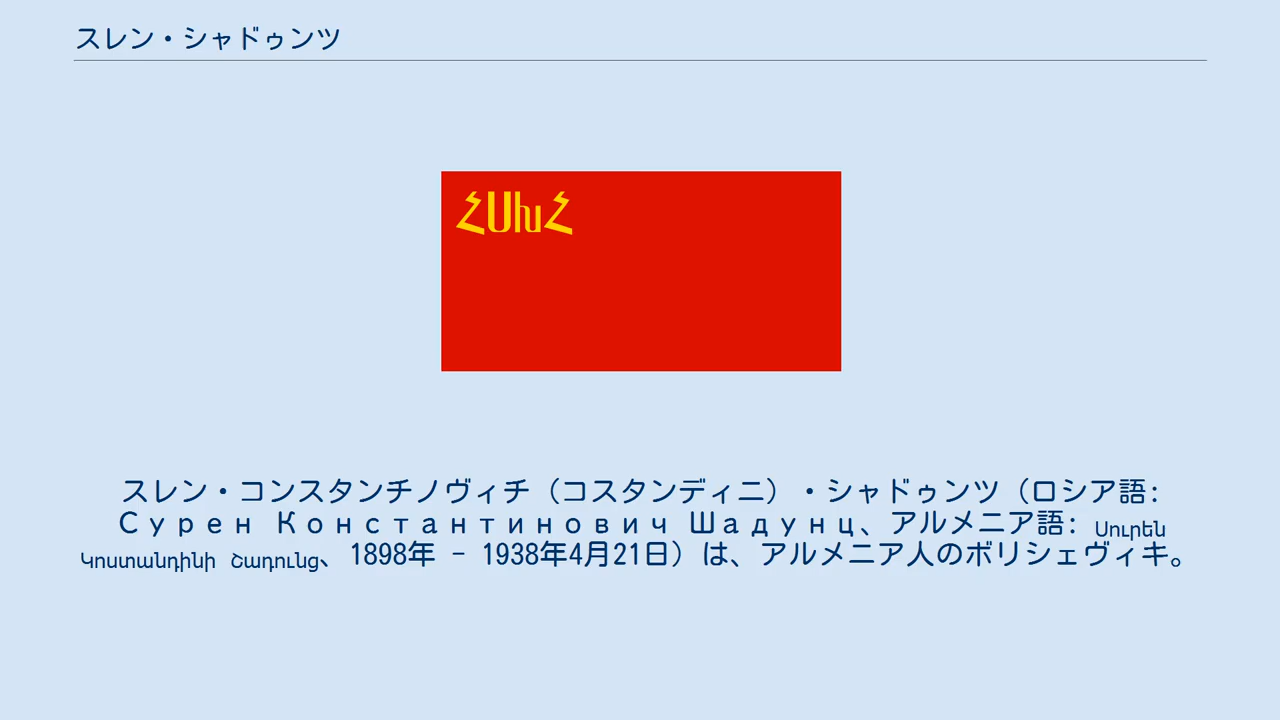 スレン・シャドゥンツ
ՀՍԽՀ
スレン・コンスタンチノヴィチ（コスタンディニ）・シャドゥンツ（ロシア語:
Сурен Константинович Шадунц、アルメニア語: Սուրեն
Կոստանդինի Շադունց、1898年 – 1938年4月21日）は、アルメニア人のボリシェヴィキ。